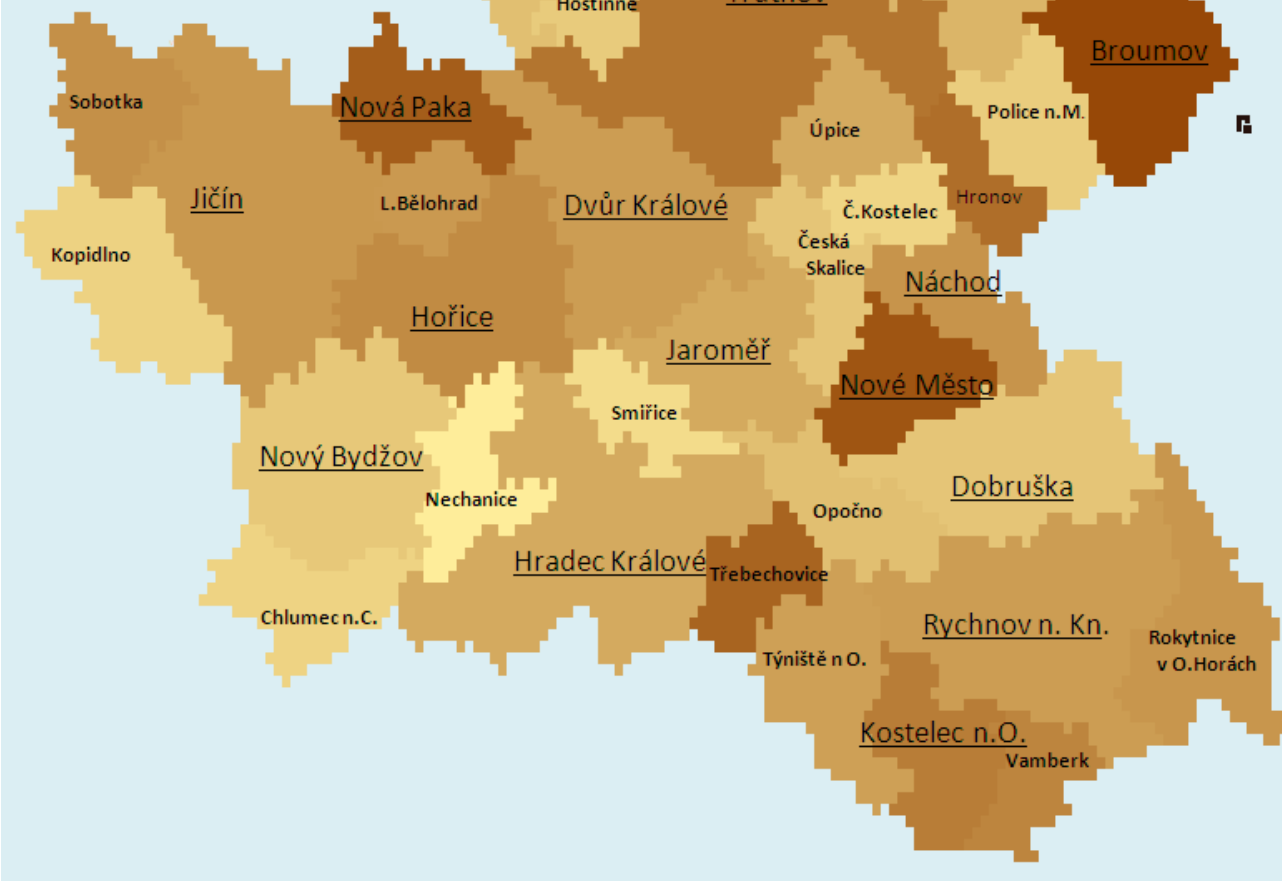 Hostinné
Trutnov
Broumov
Sobotka
Nová Paka
Police n.M.
Úpice
Jičín
L.Bělohrad
Dvůr Králové
Č.Kostelec
Hronov
Kopidlno
Česká
Skalice
Náchod
Hořice
Jaroměř
Nové Město
Smiřice
Nový Bydžov
Nechanice
Dobruška
Opočno
Hradec Králové
Třebechovice
Chlumec n.C.
Rychnov n. Kn.
Rokytnice
v O.Horách
Týniště n O.
Kostelec n.O.
Vamberk